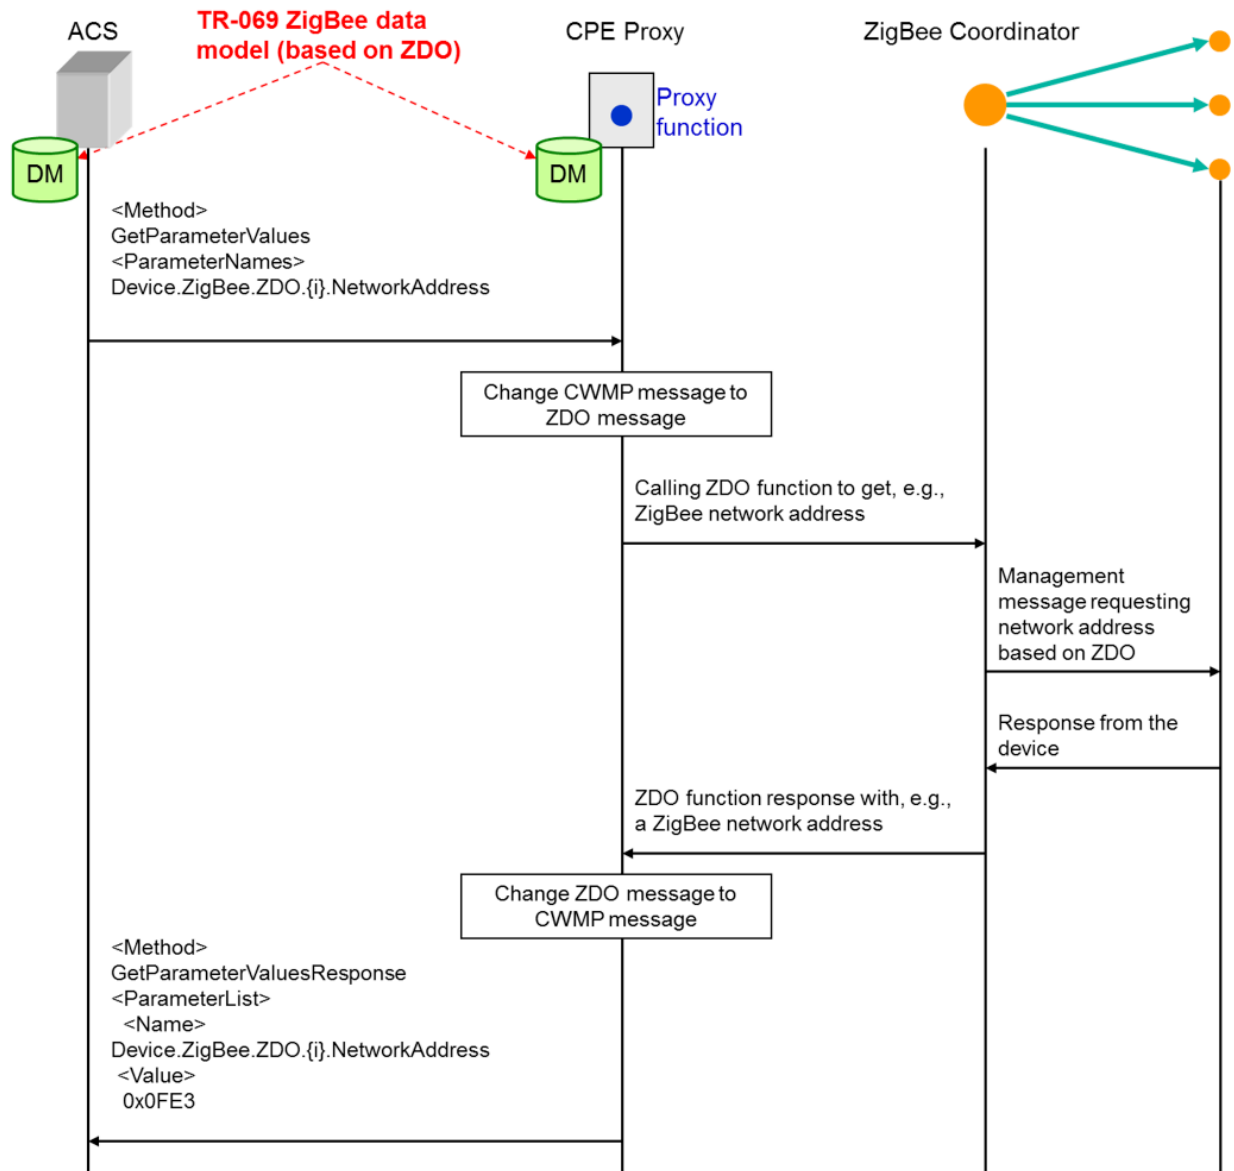 ACS
TR-069 ZigBee data
model (based on ZDO)
CPE Proxy
ZigBee Coordinator
Proxy
function
DM
DM
<Method>
GetParameterValues
<ParameterNames>
Device.ZigBee.ZDO.{i}.NetworkAddress
Change CWMP message to
ZDO message
Calling ZDO function to get, e.g.,
ZigBee network address
Management
message requesting
network address
based on ZDO
Response from the
device
ZDO function response with, e.g.,
a ZigBee network address
Change ZDO message to
CWMP message
<Method>
GetParameterValuesResponse
<ParameterList>
<Name>
Device.ZigBee.ZDO.{i}.NetworkAddress
<Value>
0x0FE3